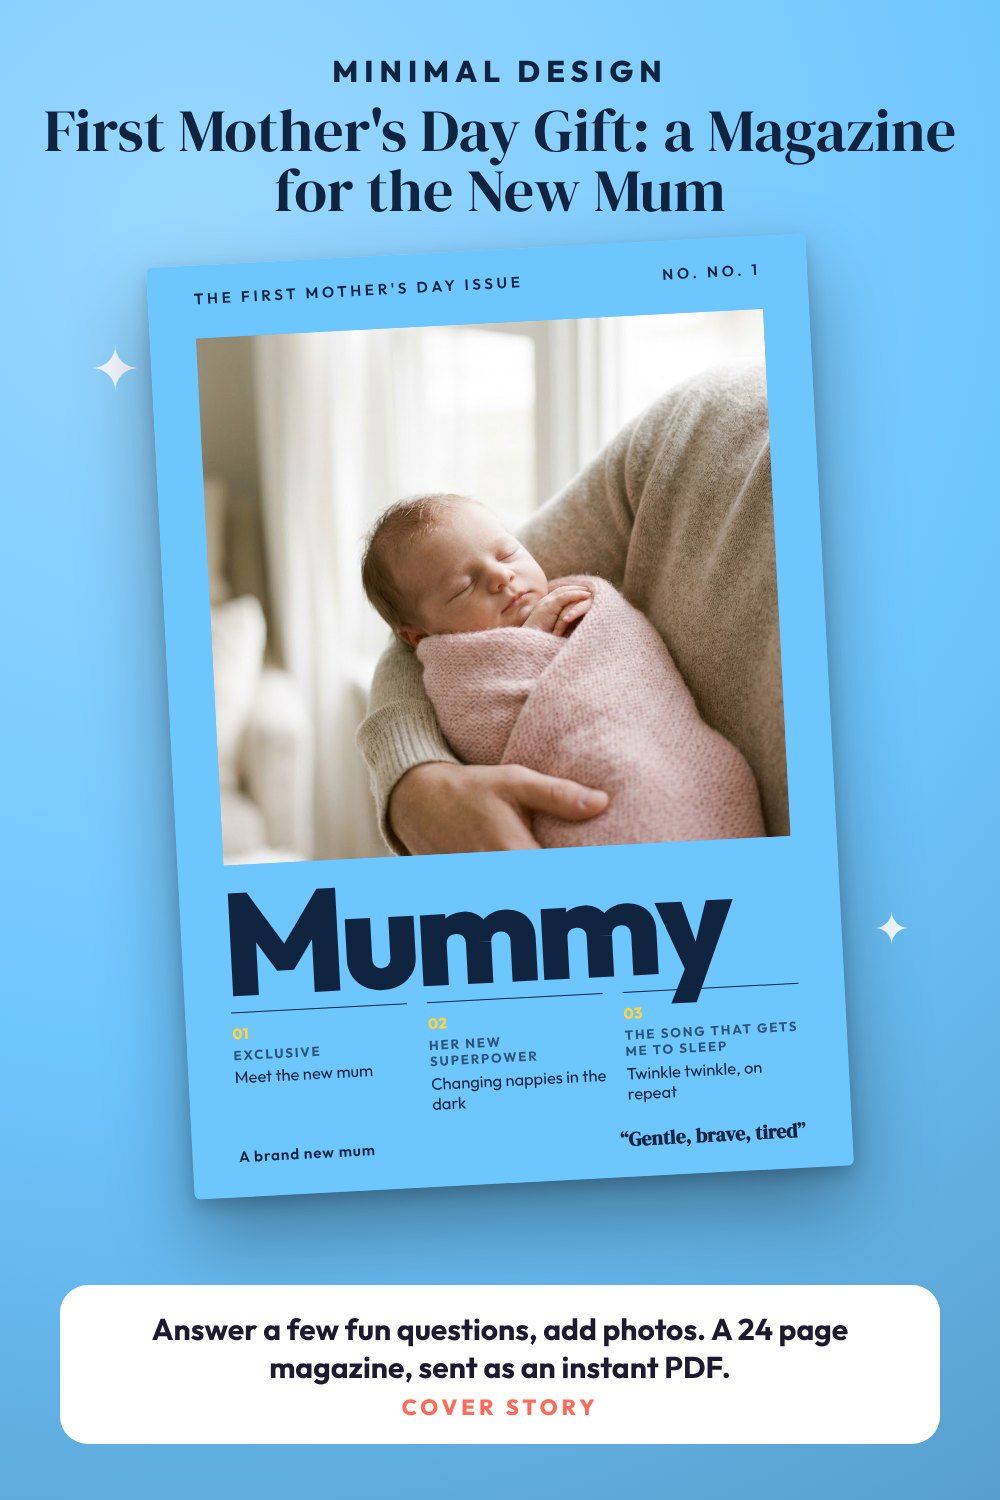 MINIMAL DESIGN
First Mother's Day Gift: a Magazine
for the New Mum
THE FIRST MOTHER'S DAY ISSUE
NO. NO. 1
Mummy
01
EXCLUSIVE
Meet the new mum
02
HER NEW
SUPERPOWER
Changing nappies in the
dark
03
THE SONG THAT GETS
ME TO SLEEP
Twinkle twinkle, on
repeat
A brand new mum
“Gentle, brave, tired”
Answer a few fun questions, add photos. A 24 page
magazine, sent as an instant PDF.
COVER STORY